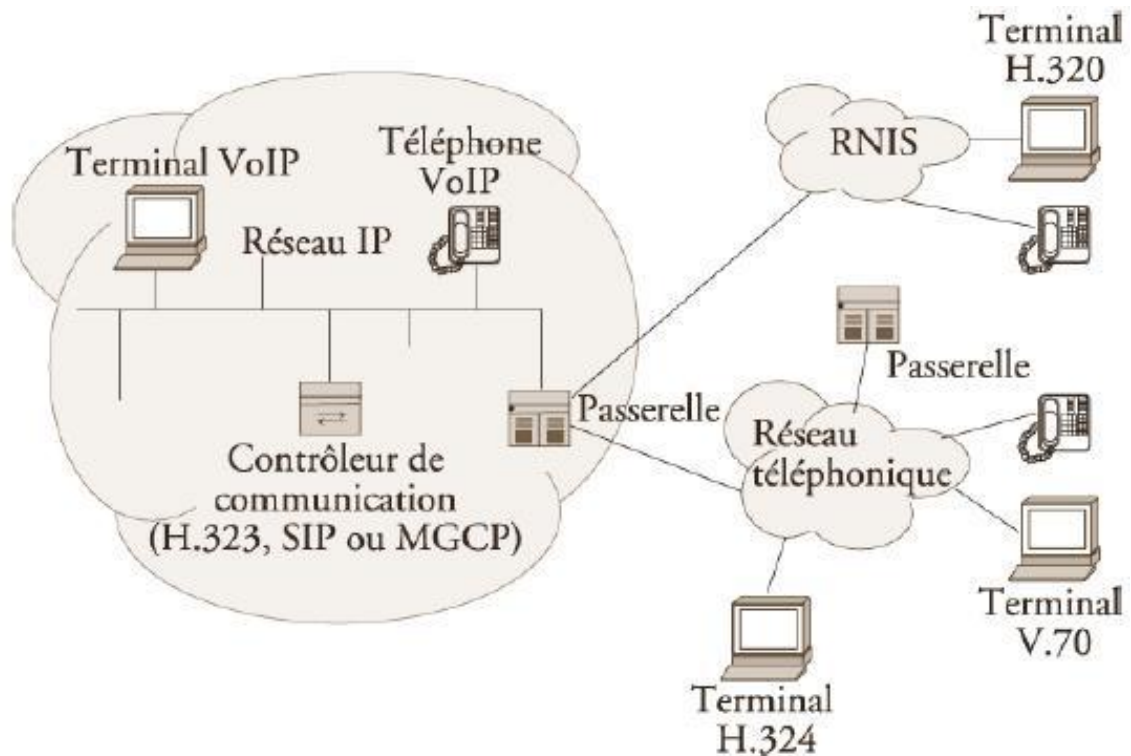 Terminal
H.320
RNIS
Terminal VoIP
Téléphone
VoIP
Réseau IP
Passerelle
Passerelle
Réseau
téléphonique
Contrôleur de
communication
(H.323, SIP ou MGCP)
Terminal
V.70
Terminal
H.324